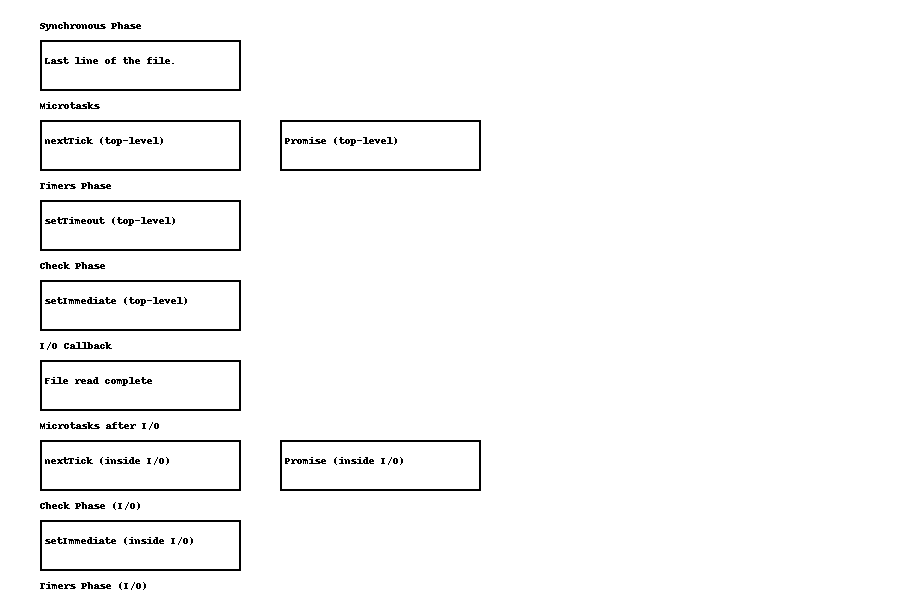 Synchronous Phase
Last line of the file.
Microtasks
nextTick (top-level)
Promise (top-level)
Timers Phase
setTimeout (top-level)
Check Phase
setImmediate (top-level)
I/O Callback
File read complete
Microtasks after I/O
nextTick (inside I/O)
Promise (inside I/O)
Check Phase (I/O)
setImmediate (inside I/O)
Timers Phase (I/O)